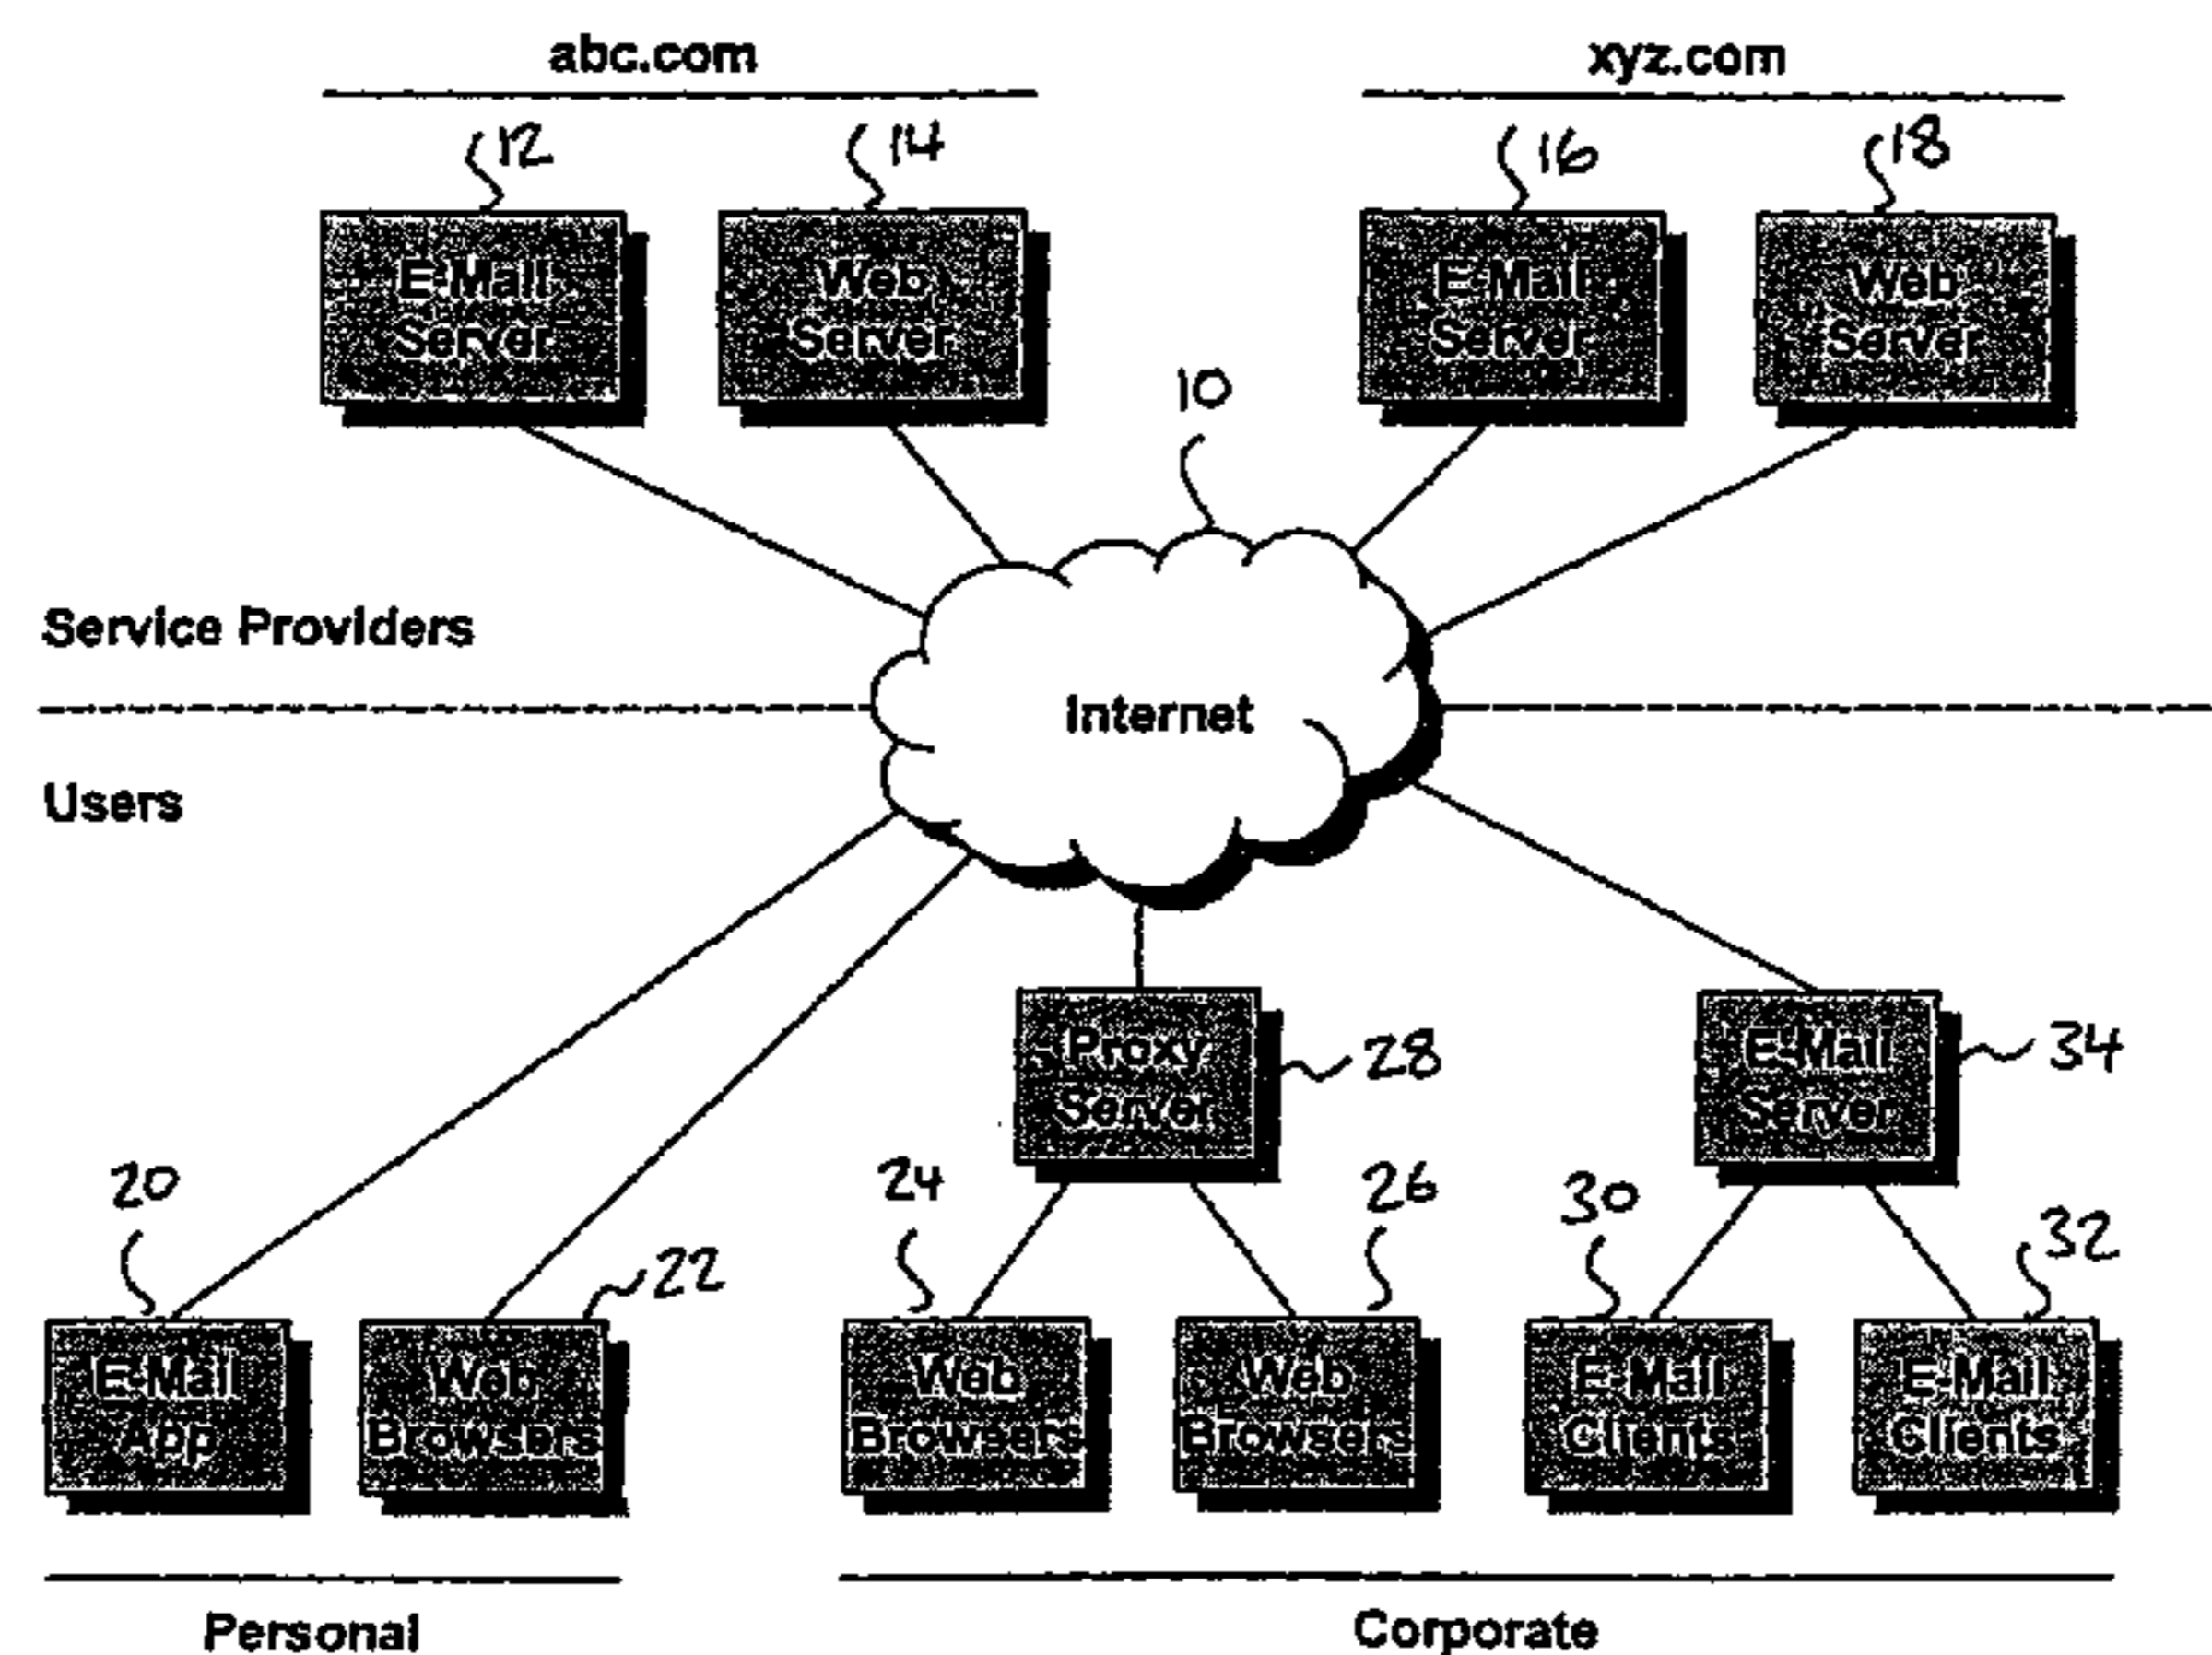 abc.com
xyz.com
12
14
16
18
E-Mail
Server
Web
Server
E-Mail
Server
Web
Server
10
Service Providers
Internet
Users
Proxy
Server
28
E-Mail
Server
34
20
22
24
26
30
32
E-Mail
App
Web
Browsers
Web
Browsers
Web
Browsers
E-Mail
Clients
E-Mail
Clients
Personal
Corporate